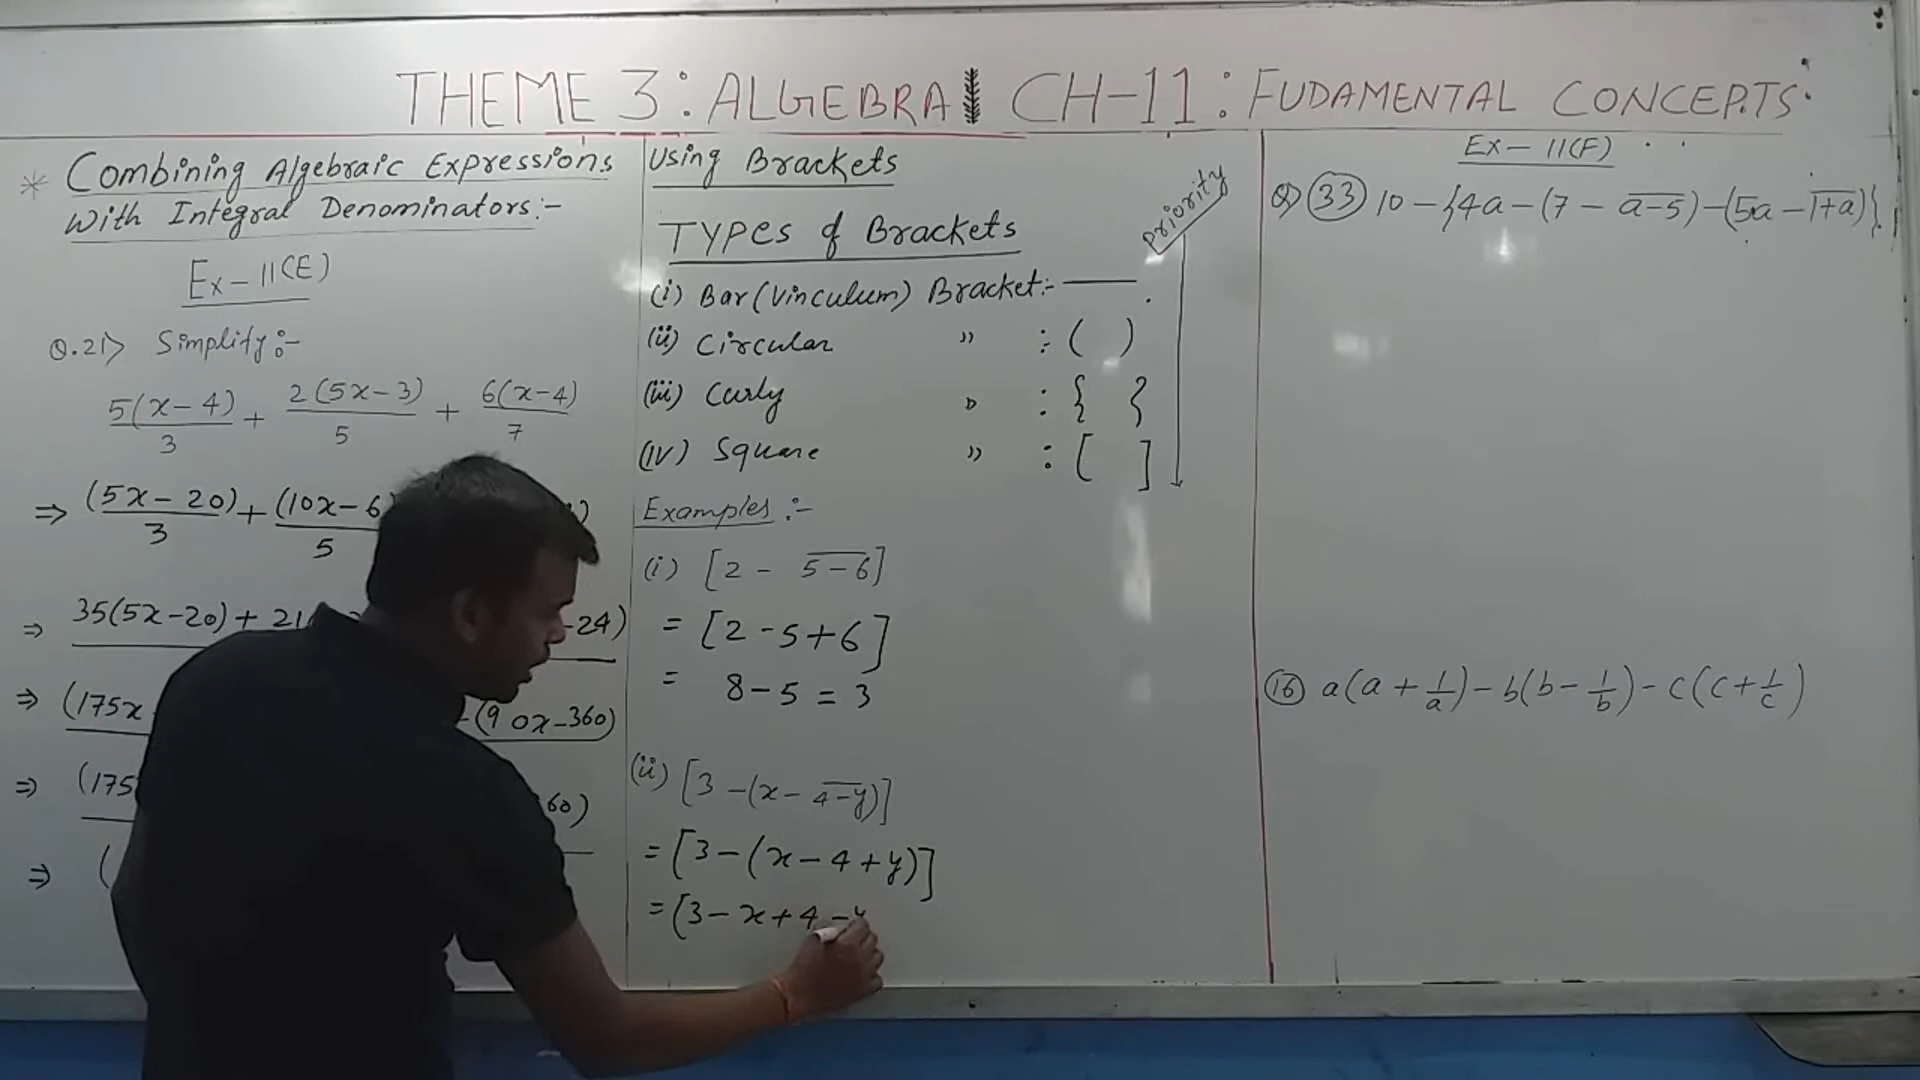 THEME 3: ALGEBRA CH-11: FUDAMENTAL CONCEPTS
* Combining Algebraic Expressions
With Integral Denominators:-
Ex-11(E)
Q.21> Simplify:-
5(x-4)/3 + 2(5x-3)/5 + 6(x-4)/7
⇒ (5x-20)/3 + (10x-6)/5
⇒ 35(5x-20)+21 -24)
⇒ (175x -(90x-360)
⇒ (175 60)
⇒ (
Using Brackets
TYPES of Brackets
Priority
(i) Bar (Vinculum) Bracket:- ‾‾‾
(ii) Circular " : ( )
(iii) Curly " : { }
(iv) Square " : [ ]
Examples:-
(i) [2 - 5̅-̅6̅]
= [2-5+6]
= 8-5 = 3
(ii) [3-(x-4̅-̅y̅)]
= [3-(x-4+y)]
= (3-x+4-y
Ex-11(F)
Q> (33) 10-{4a-(7-a̅-̅5̅)-(5a-1̅+̅a̅)}
(16) a(a+1/a)-b(b-1/b)-c(c+1/c)